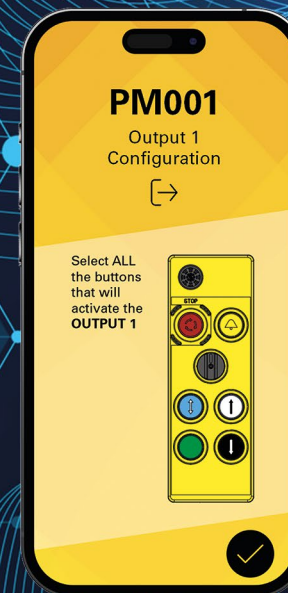 PM001
Output 1
Configuration
Select ALL
the buttons
that will
activate the
OUTPUT 1
STOP